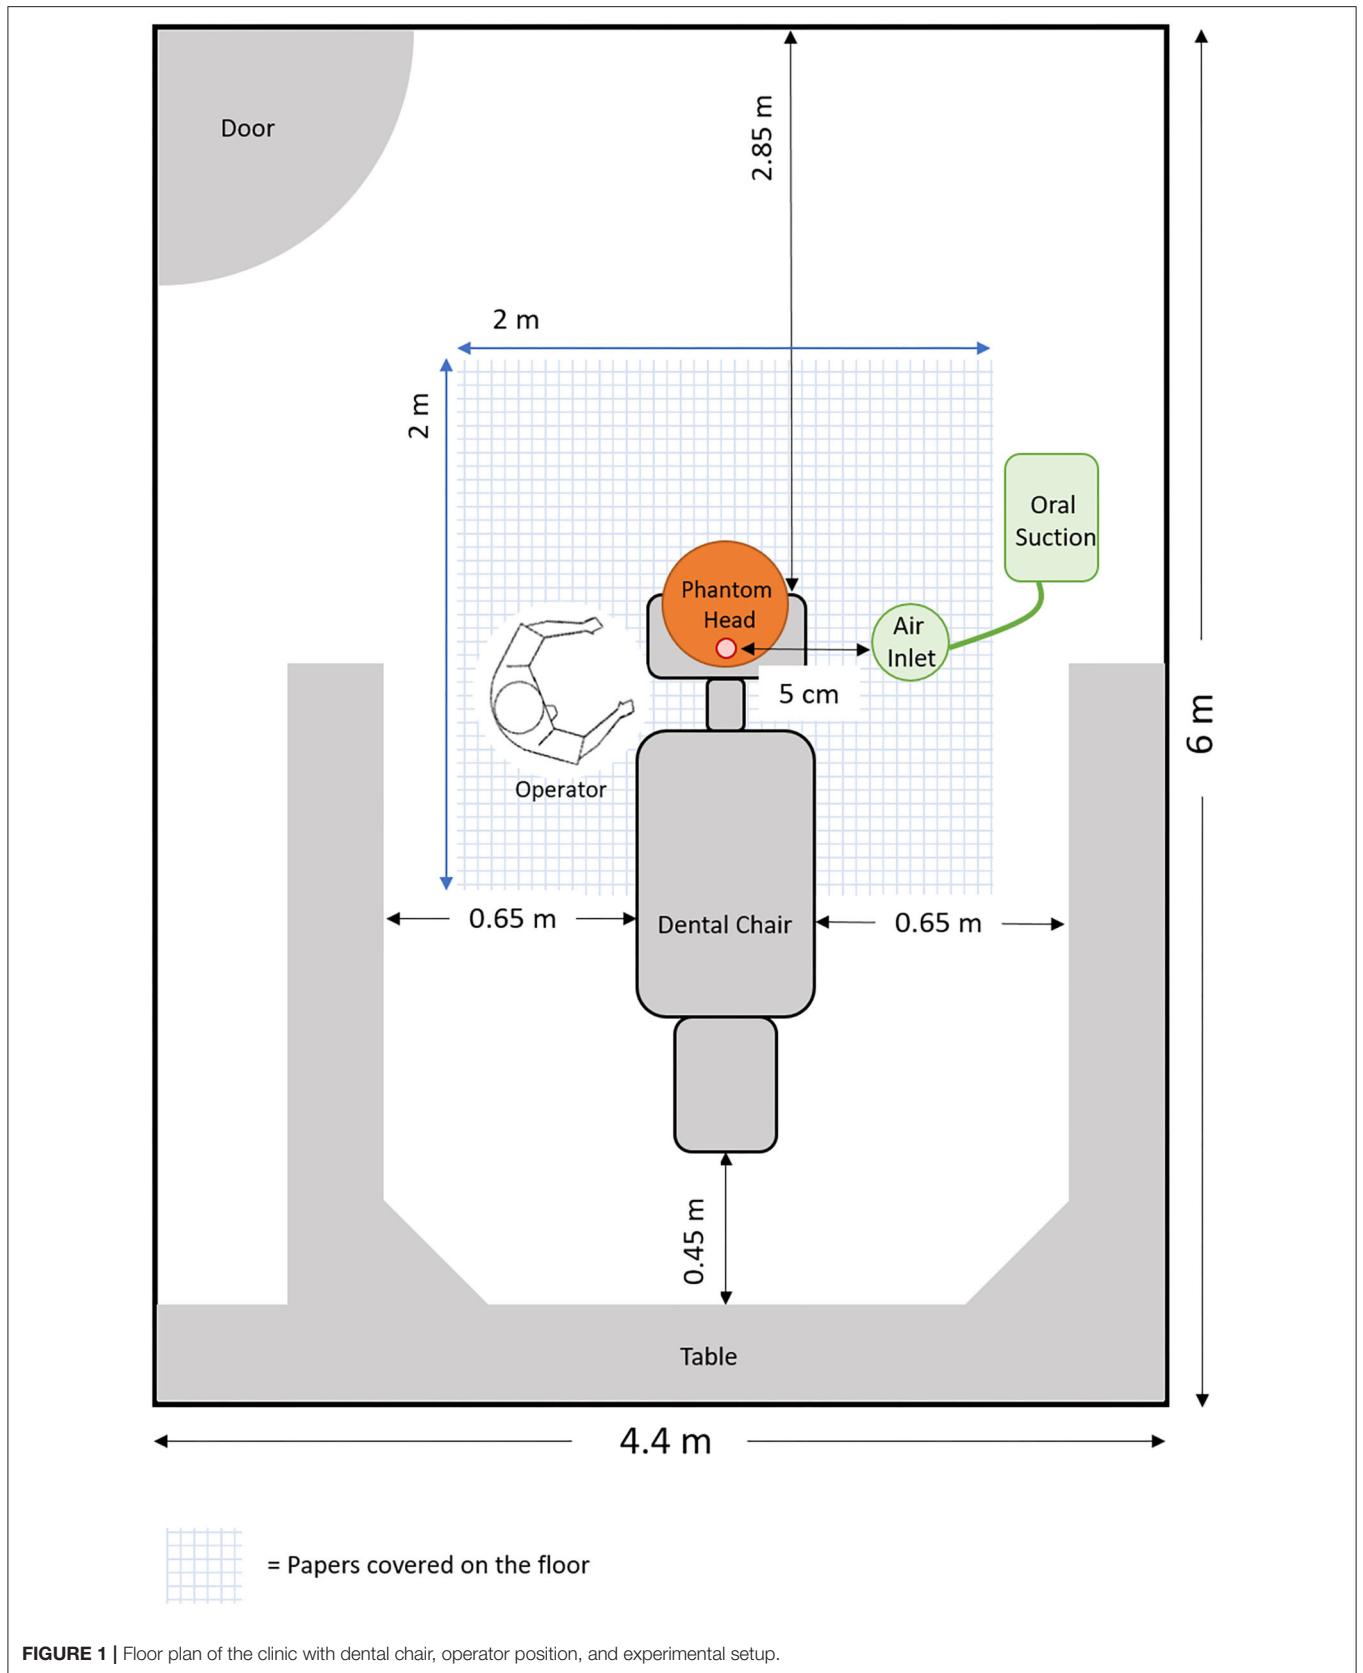 Door
2.85 m
2 m
2 m
Oral
Suction
Phantom
Head
Air
Inlet
5 cm
Operator
6 m
0.65 m
Dental Chair
0.65 m
0.45 m
Table
4.4 m
= Papers covered on the floor
FIGURE 1 | Floor plan of the clinic with dental chair, operator position, and experimental setup.